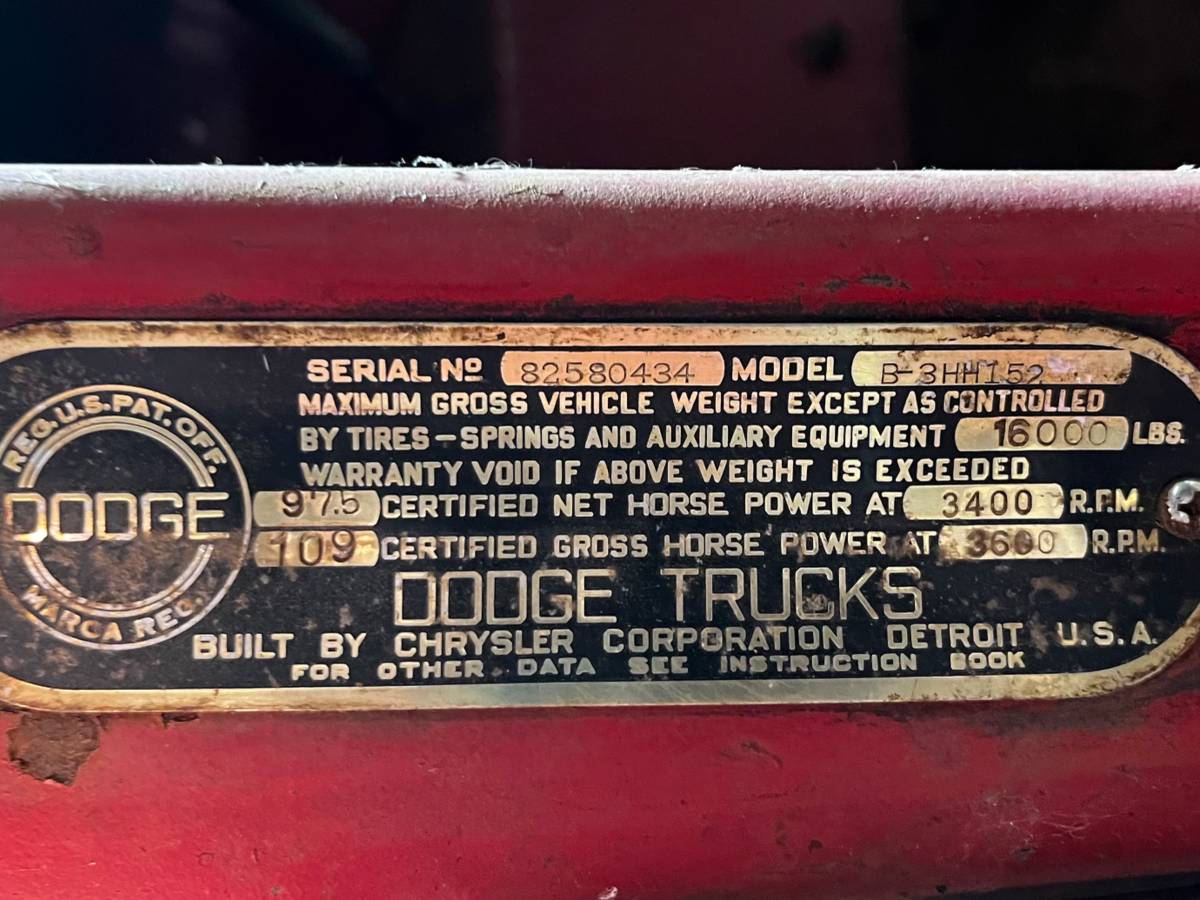 SERIAL Nº 82580434 MODEL B-3HH152
MAXIMUM GROSS VEHICLE WEIGHT EXCEPT AS CONTROLLED
BY TIRES-SPRINGS AND AUXILIARY EQUIPMENT 16000 LBS.
WARRANTY VOID IF ABOVE WEIGHT IS EXCEEDED
97.5 CERTIFIED NET HORSE POWER AT 3400 R.P.M.
109 CERTIFIED GROSS HORSE POWER AT 3600 R.P.M.
DODGE TRUCKS
BUILT BY CHRYSLER CORPORATION DETROIT U.S.A.
FOR OTHER DATA SEE INSTRUCTION BOOK
REG. U.S. PAT. OFF.
DODGE
MARCA REG.